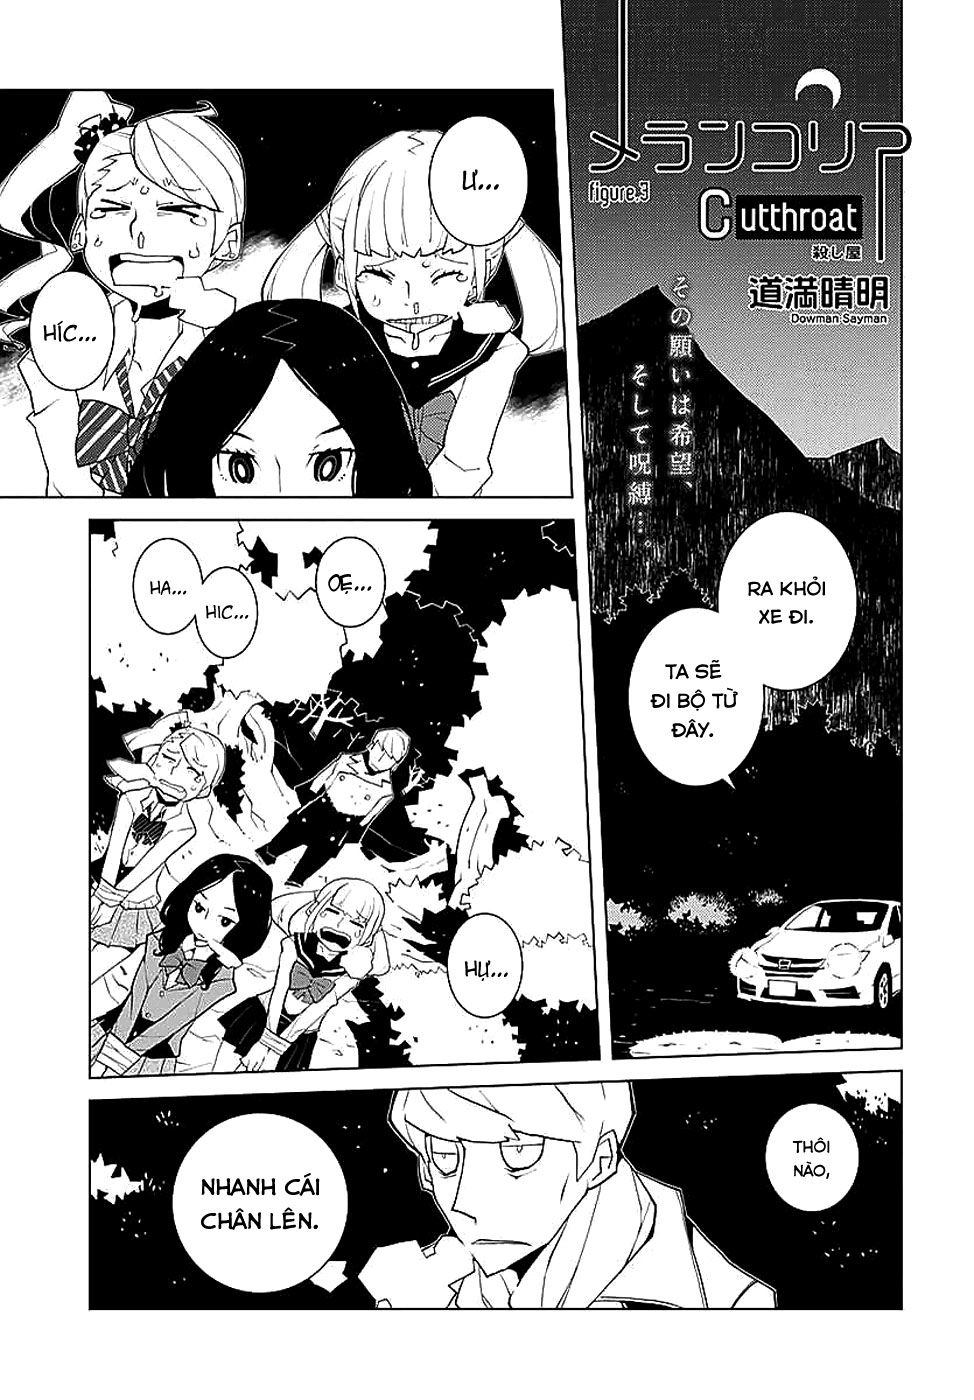 メランコリア
figure.3
Cutthroat
殺し屋
道満晴明
Dowman Sayman
その願いは希望、
そして呪縛…。
RA KHỎI
XE ĐI.
TA SẼ
ĐI BỘ TỪ
ĐÂY.
Ư...
HÍC...
OẸ...
HIC...
HA...
HỰ...
THÔI
NÀO,
NHANH CÁI
CHÂN LÊN.